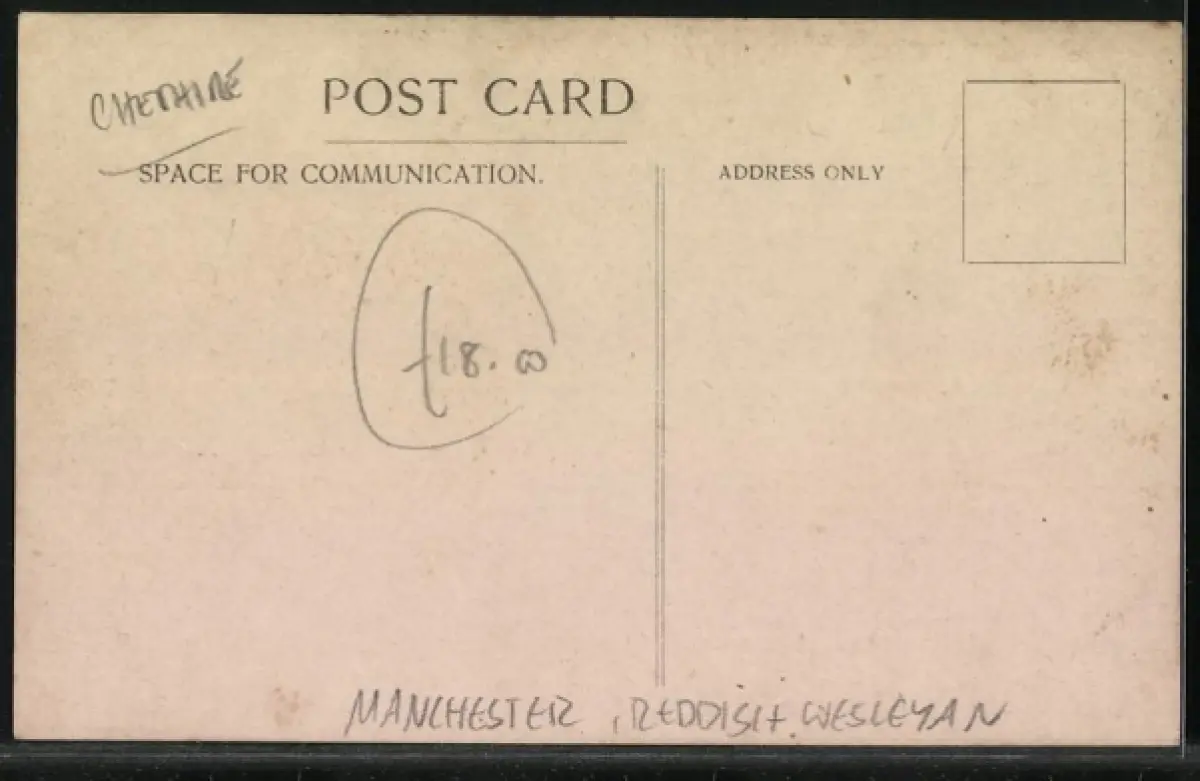 CHESHIRE
POST CARD
SPACE FOR COMMUNICATION.
ADDRESS ONLY
£18.00
MANCHESTER, REDDISH. WESLEYAN